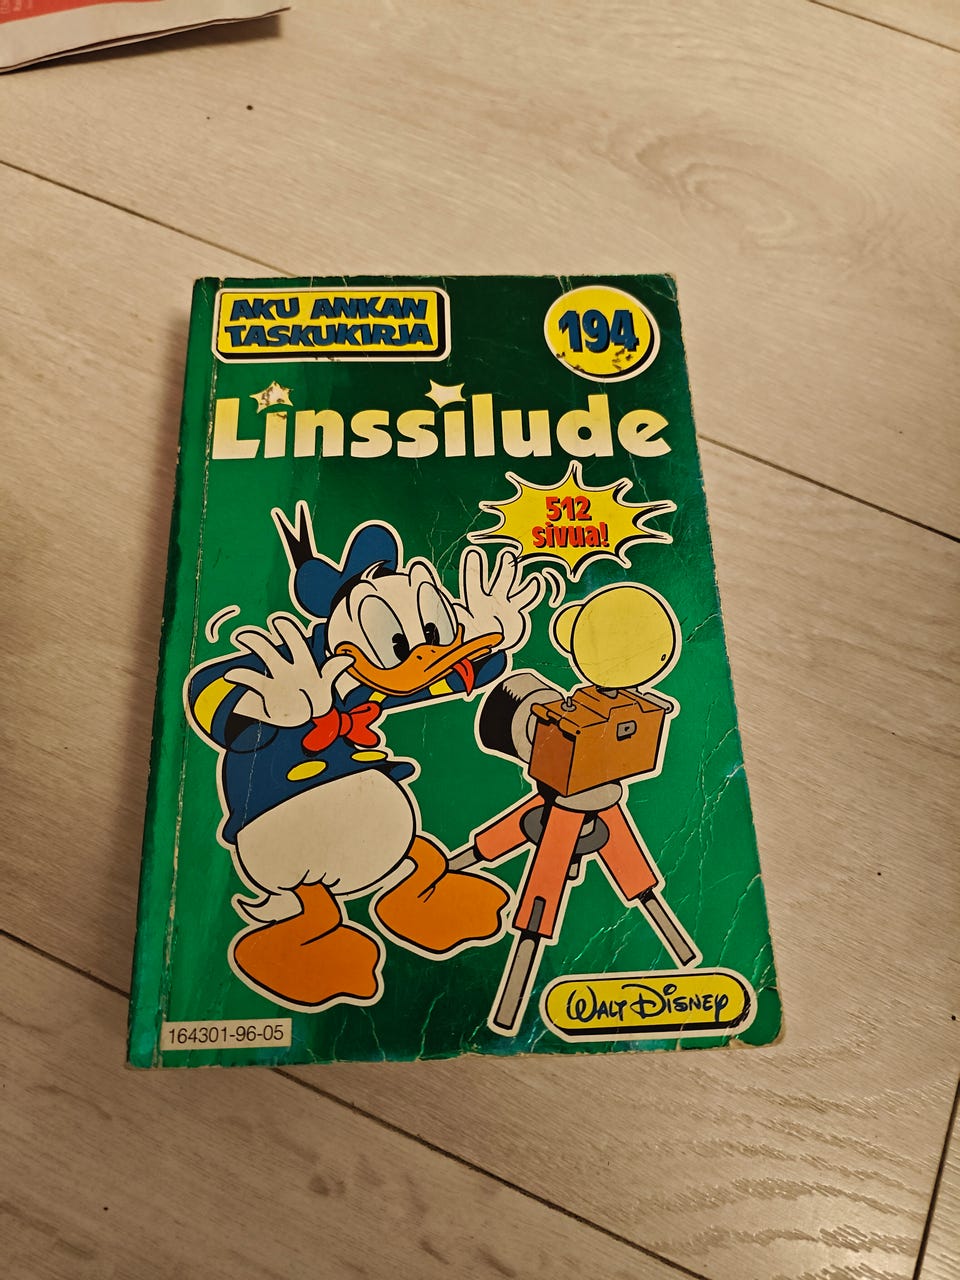 AKU ANKAN
TASKUKIRJA
194
Linssilude
512
sivua!
WALT DISNEY
164301-96-05